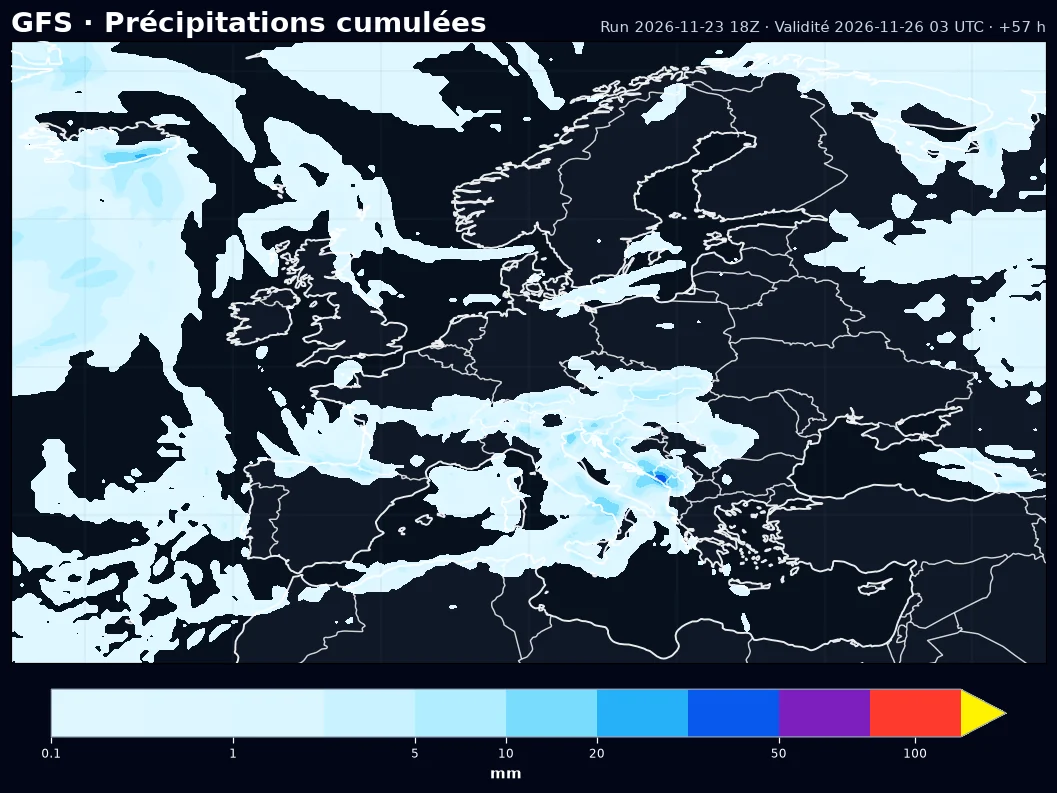 GFS · Précipitations cumulées
Run 2026-11-23 18Z · Validité 2026-11-26 03 UTC · +57 h
0.1 1 5 10 20 50 100
mm